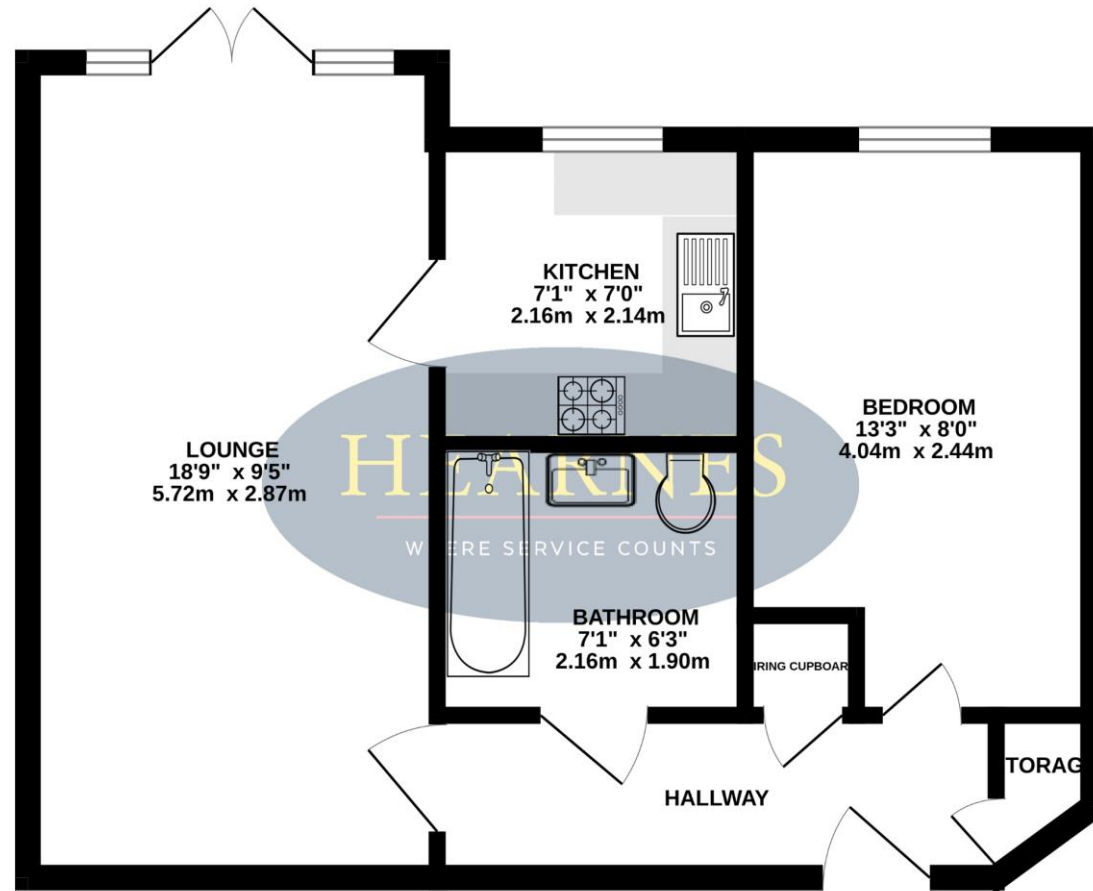 KITCHEN
7'1" x 7'0"
2.16m x 2.14m
BEDROOM
13'3" x 8'0"
4.04m x 2.44m
LOUNGE
18'9" x 9'5"
5.72m x 2.87m
HEARNES
WHERE SERVICE COUNTS
BATHROOM
7'1" x 6'3"
2.16m x 1.90m
IRING CUPBOAR
TORAG
HALLWAY